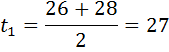 t₁ = (26 + 28) / 2 = 27